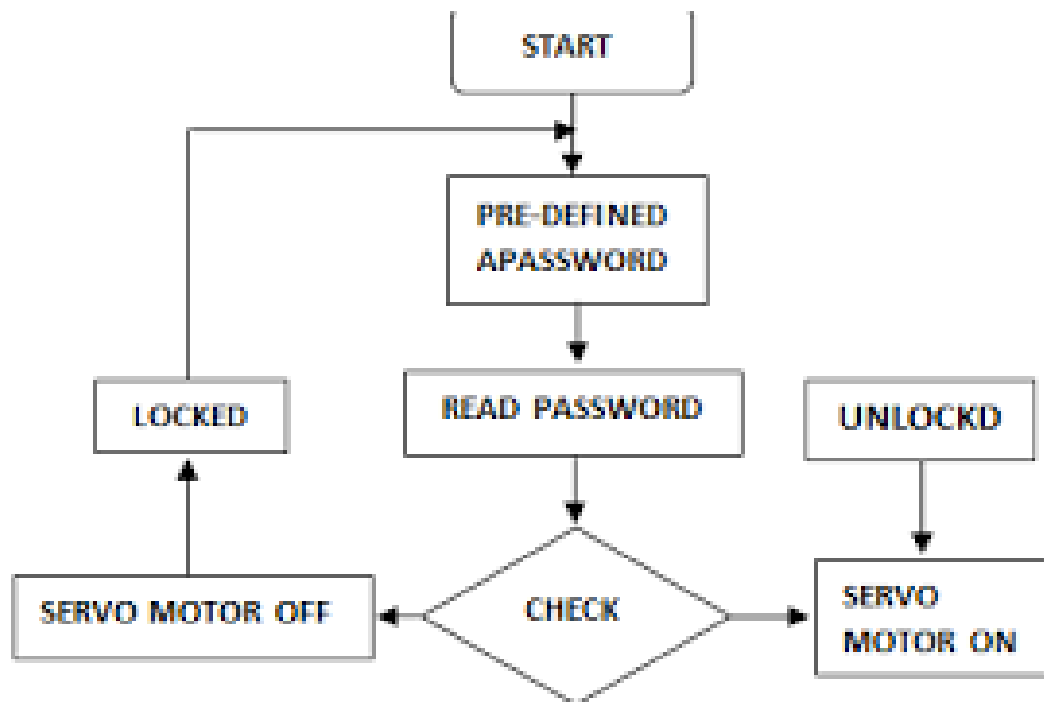 START
PRE-DEFINED
APASSWORD
READ PASSWORD
LOCKED
UNLOCKD
SERVO MOTOR OFF
CHECK
SERVO
MOTOR ON